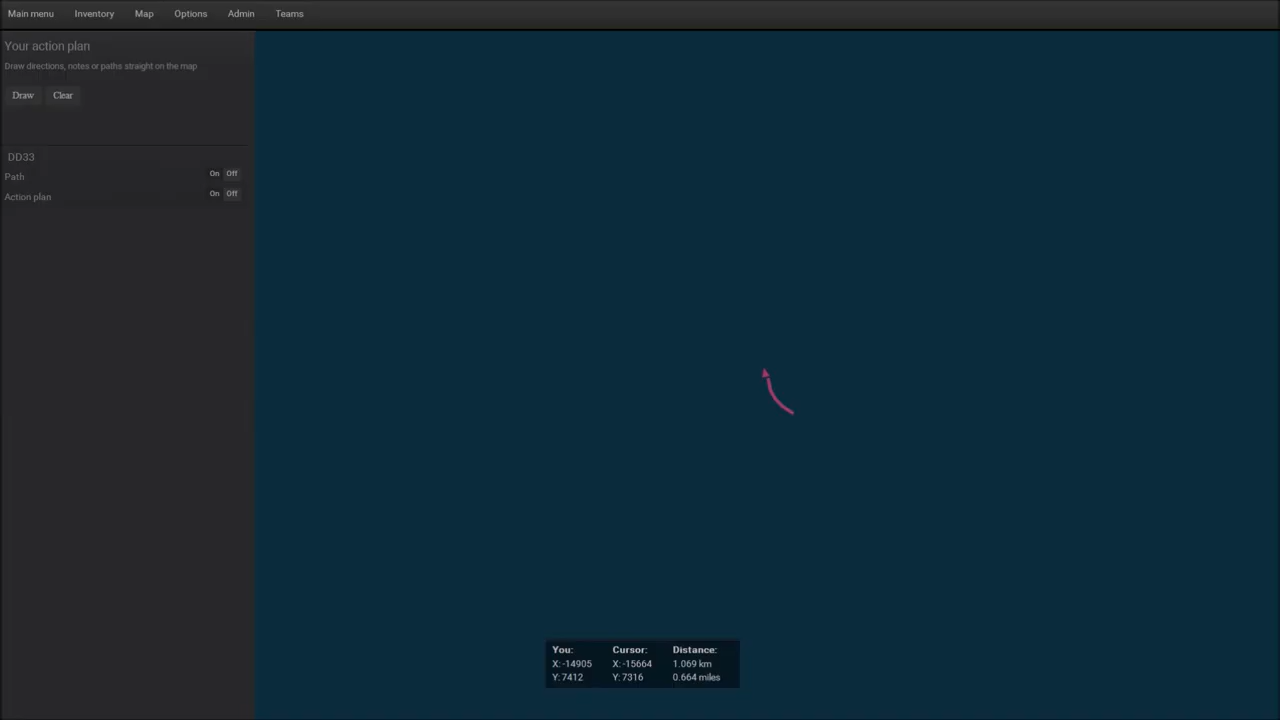 Main menu Inventory Map Options Admin Teams
Your action plan
Draw directions, notes or paths straight on the map
Draw Clear
DD33
Path On Off
Action plan On Off
You: Cursor: Distance:
X: -14905 X: -15664 1.069 km
Y: 7412 Y: 7316 0.664 miles